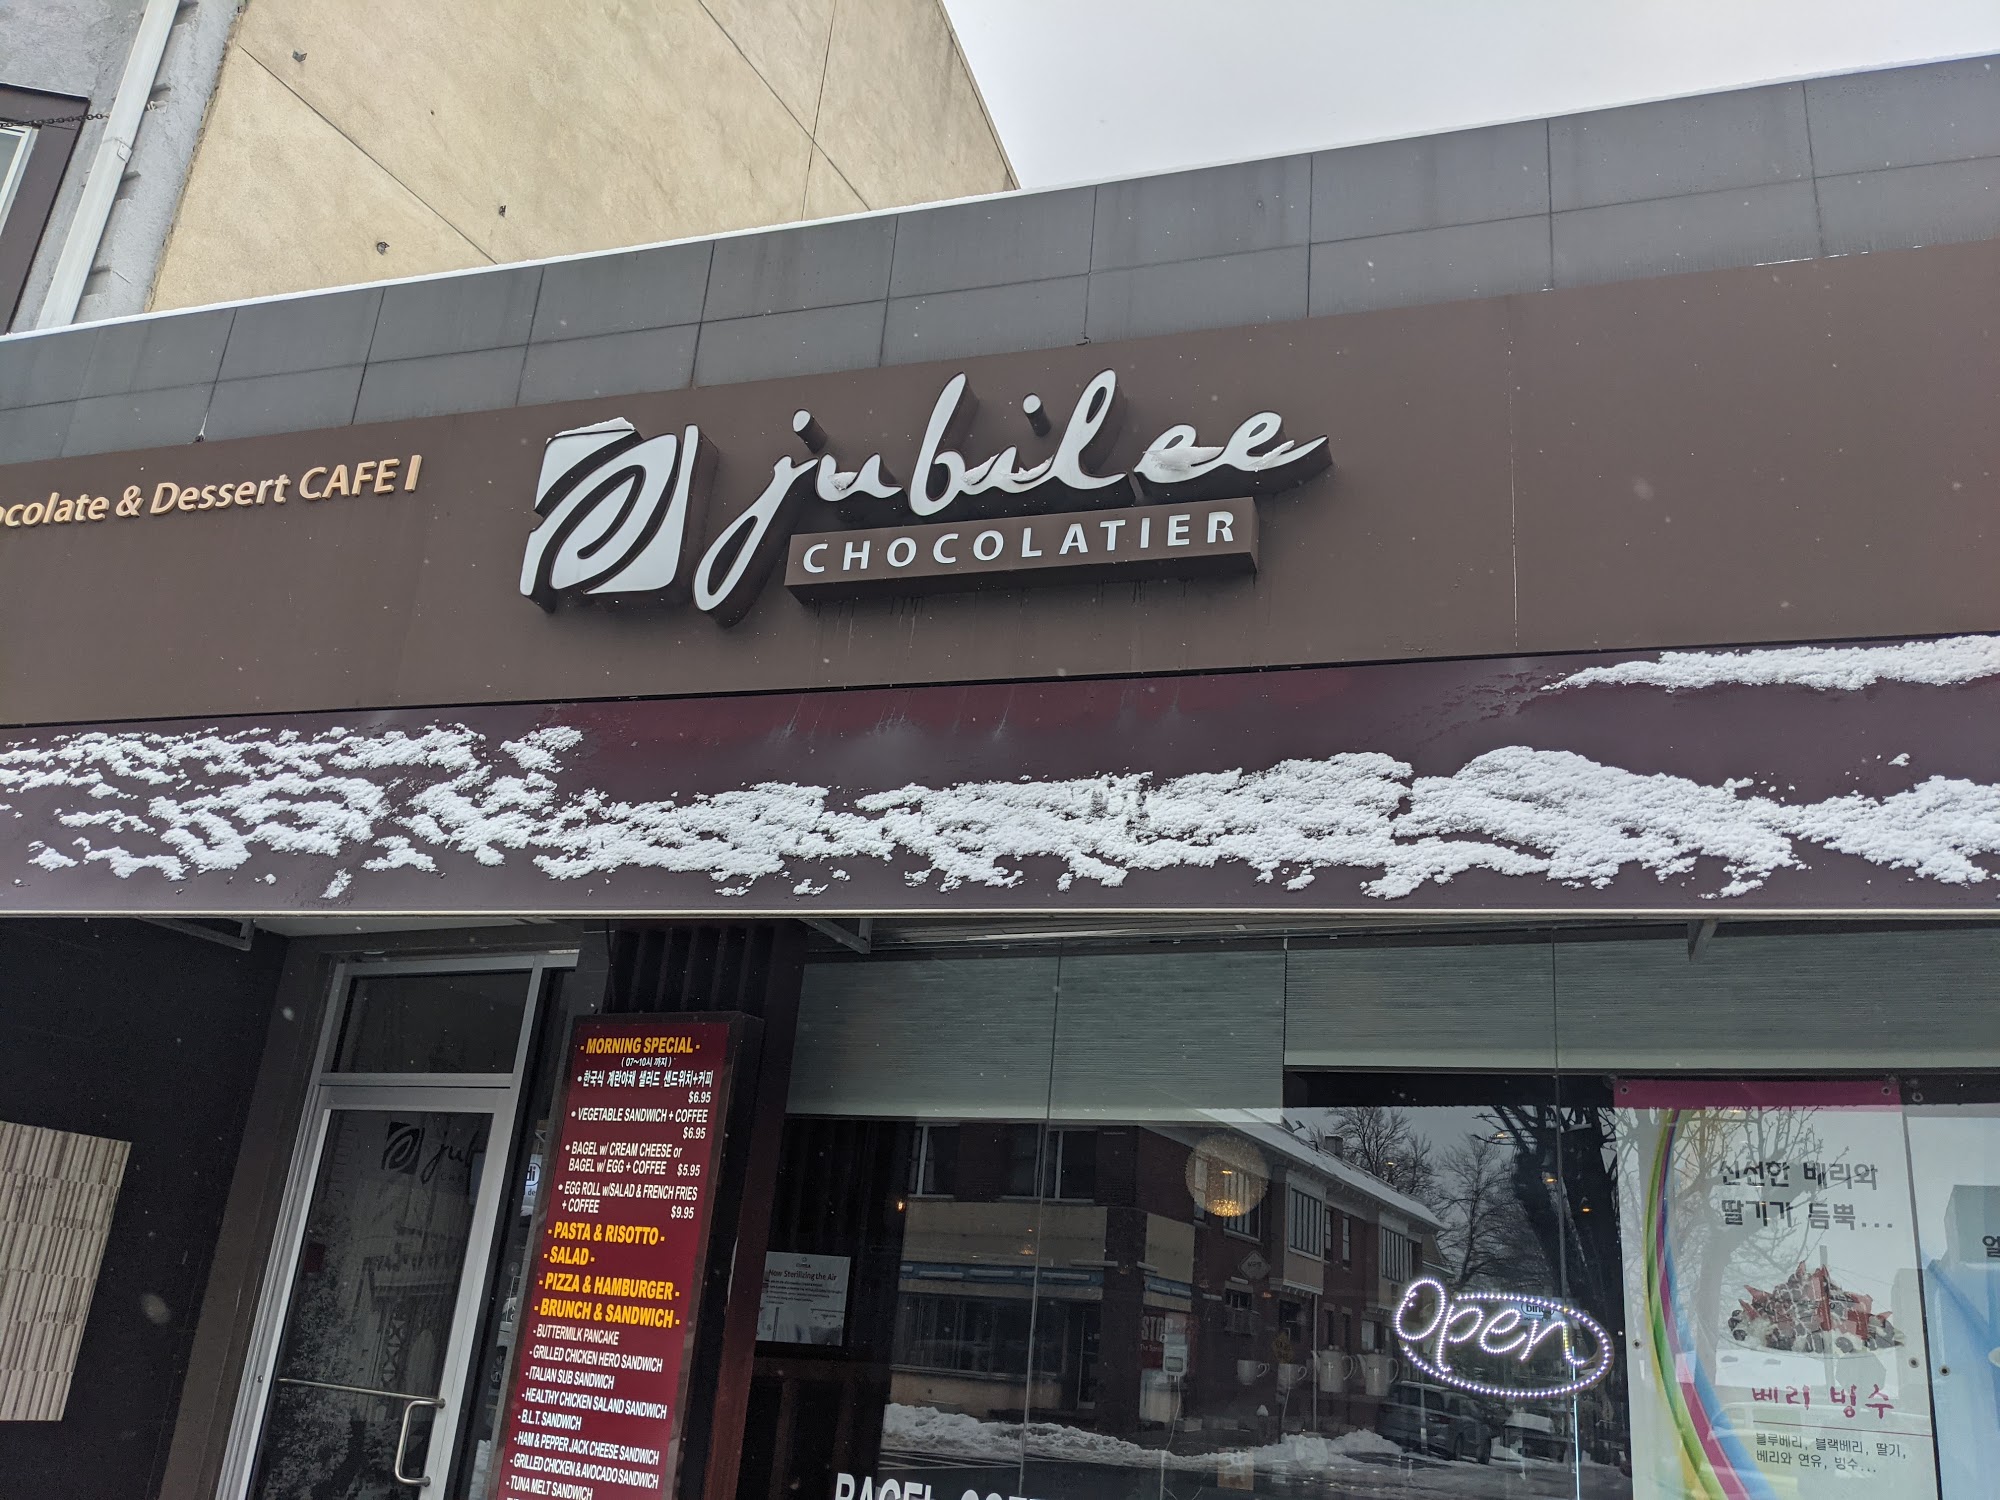 & Dessert CAFE
jubilee
CHOCOLATIER
- MORNING SPECIAL -
( 07~10시 까지 )
• 한국식 계란야채 샐러드 샌드위치+커피
$6.95
• VEGETABLE SANDWICH + COFFEE
$6.95
• BAGEL w/ CREAM CHEESE or
BAGEL w/ EGG + COFFEE $5.95
• EGG ROLL w/SALAD & FRENCH FRIES
+ COFFEE $9.95
- PASTA & RISOTTO -
- SALAD -
- PIZZA & HAMBURGER -
- BRUNCH & SANDWICH -
- BUTTERMILK PANCAKE
- GRILLED CHICKEN HERO SANDWICH
- ITALIAN SUB SANDWICH
- HEALTHY CHICKEN SALAND SANDWICH
- B.L.T. SANDWICH
- HAM & PEPPER JACK CHEESE SANDWICH
- GRILLED CHICKEN & AVOCADO SANDWICH
- TUNA MELT SANDWICH
Now Sterilizing the Air
Open
신선한 베리와
딸기가 듬뿍...
베리 빙수
블루베리, 블랙베리, 딸기,
베리와 연유, 빙수...
BAGEL